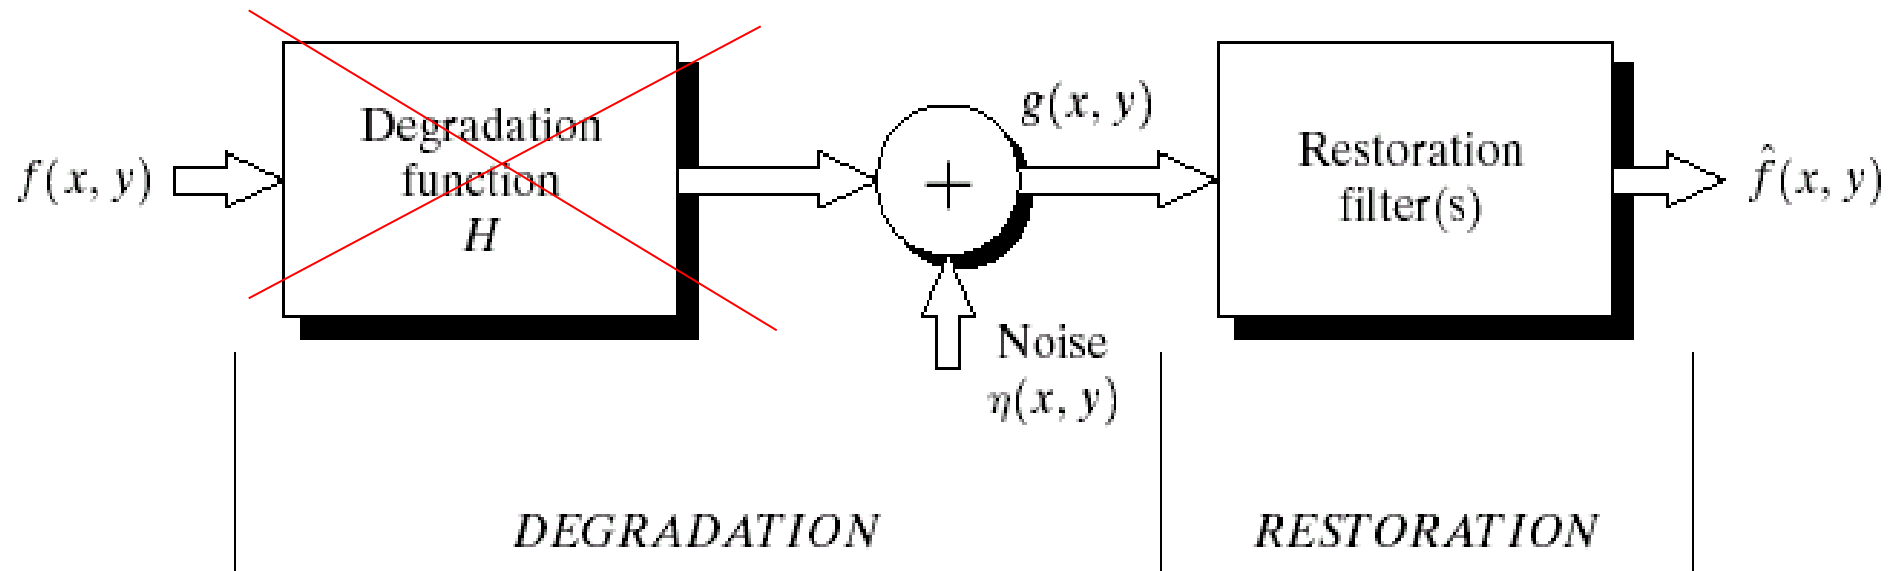 f(x, y)
Degradation
function
H
+
g(x, y)
Noise
η(x, y)
Restoration
filter(s)
f̂(x, y)
DEGRADATION
RESTORATION